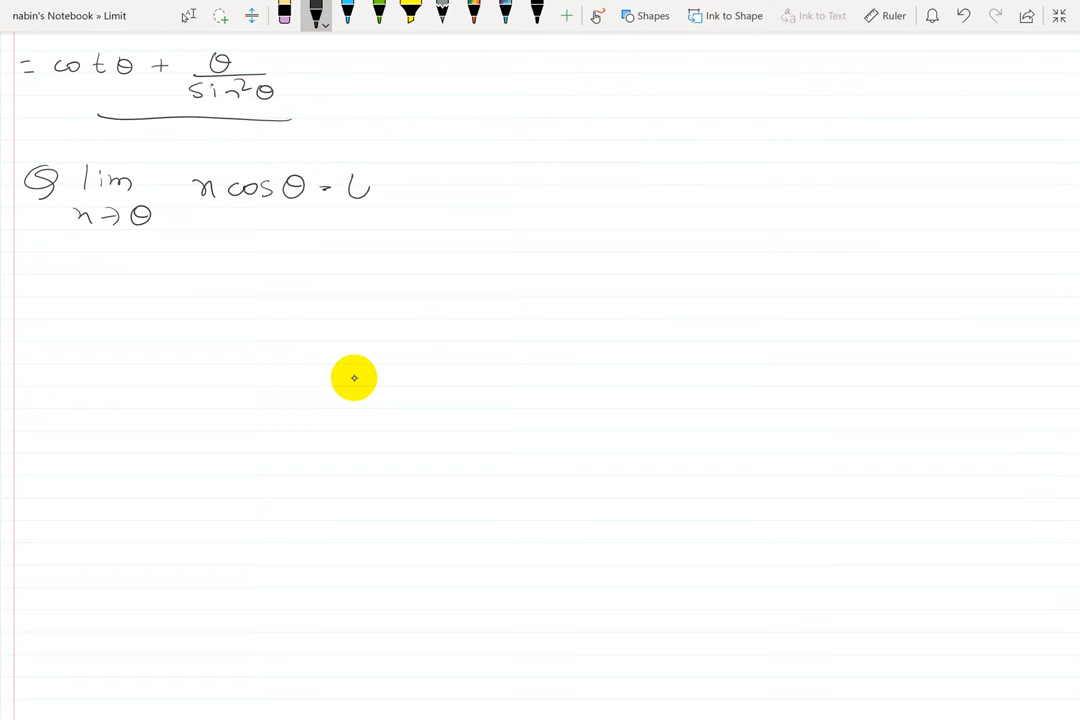 nabin's Notebook » Limit Shapes Ink to Shape Ink to Text Ruler
= cot θ + θ / sin²θ
Q lim n→θ n cos θ - L